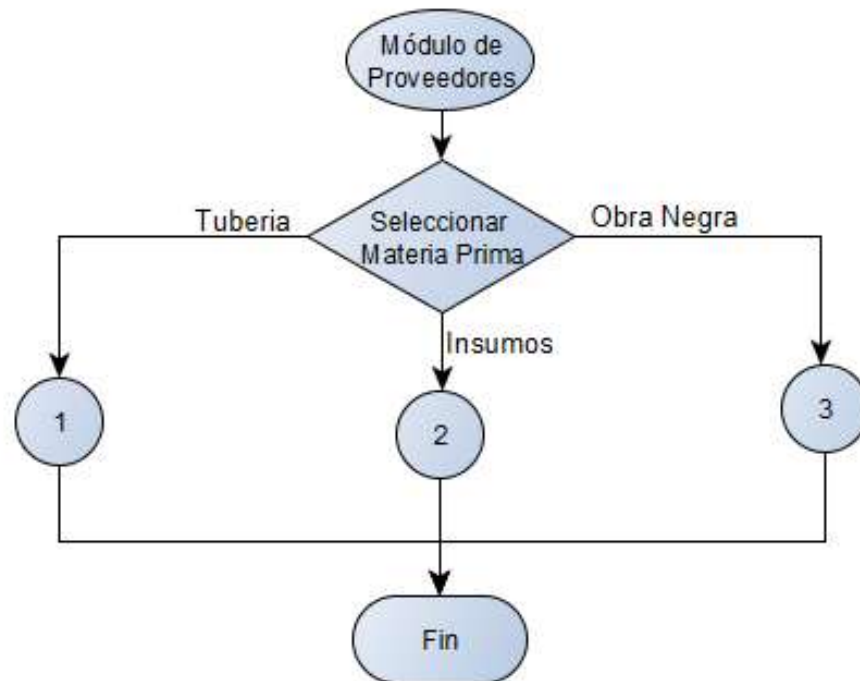 Módulo de
Proveedores
Tuberia
Seleccionar
Materia Prima
Obra Negra
Insumos
1
2
3
Fin